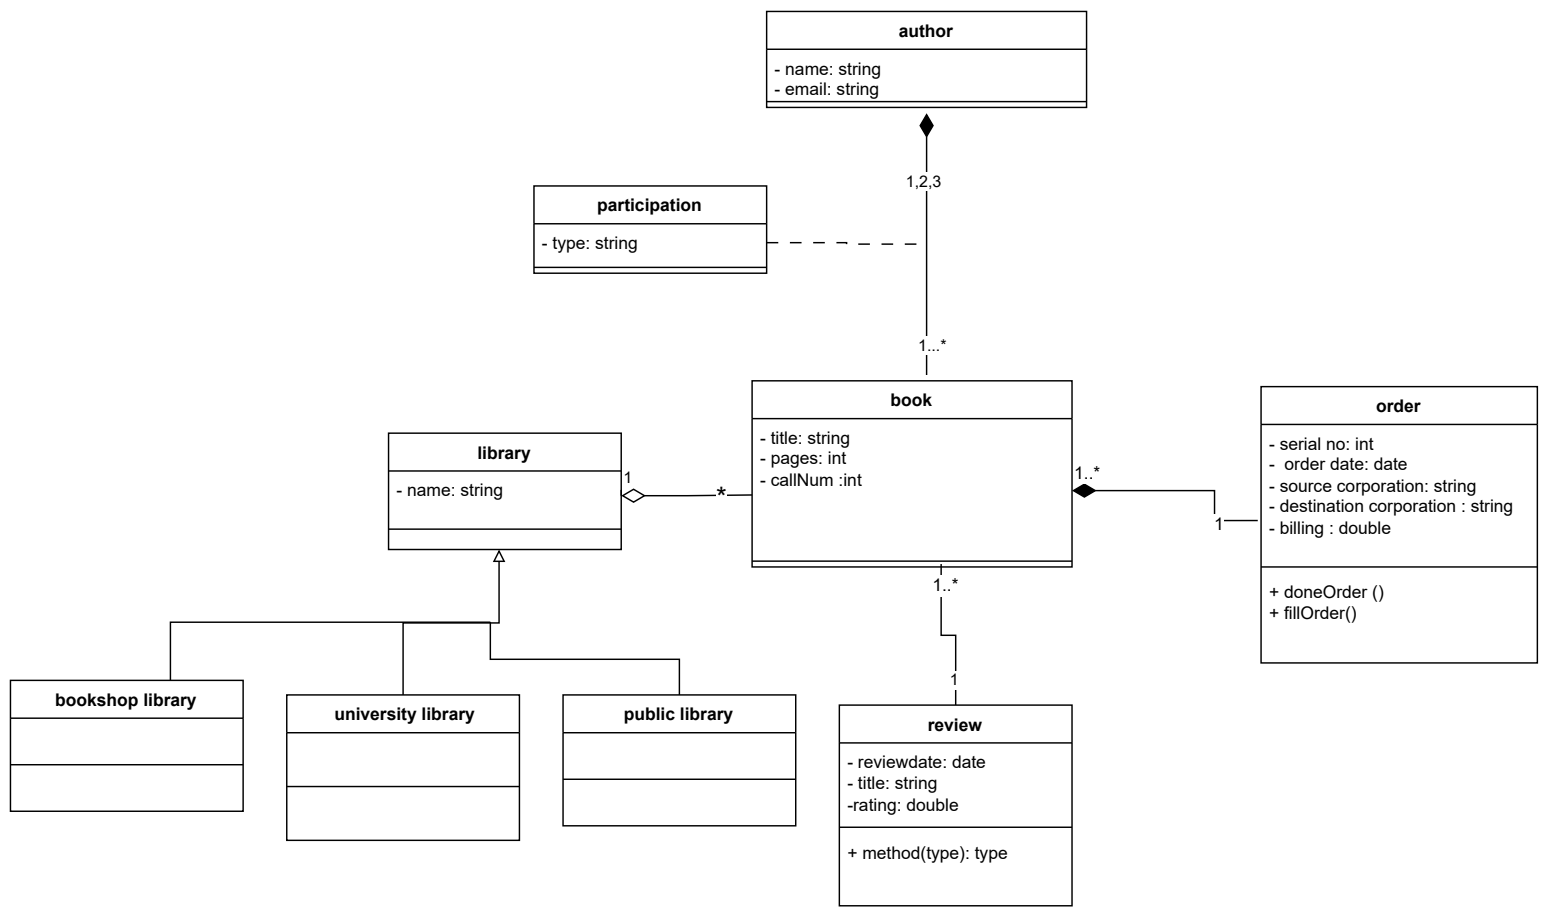 author
- name: string
- email: string
1,2,3
participation
- type: string
1...*
book
- title: string
- pages: int
- callNum :int
order
- serial no: int
-  order date: date
- source corporation: string
- destination corporation : string
- billing : double
+ doneOrder ()
+ fillOrder()
library
- name: string
1
*
1..*
1
1..*
1
bookshop library
university library
public library
review
- reviewdate: date
- title: string
-rating: double
+ method(type): type